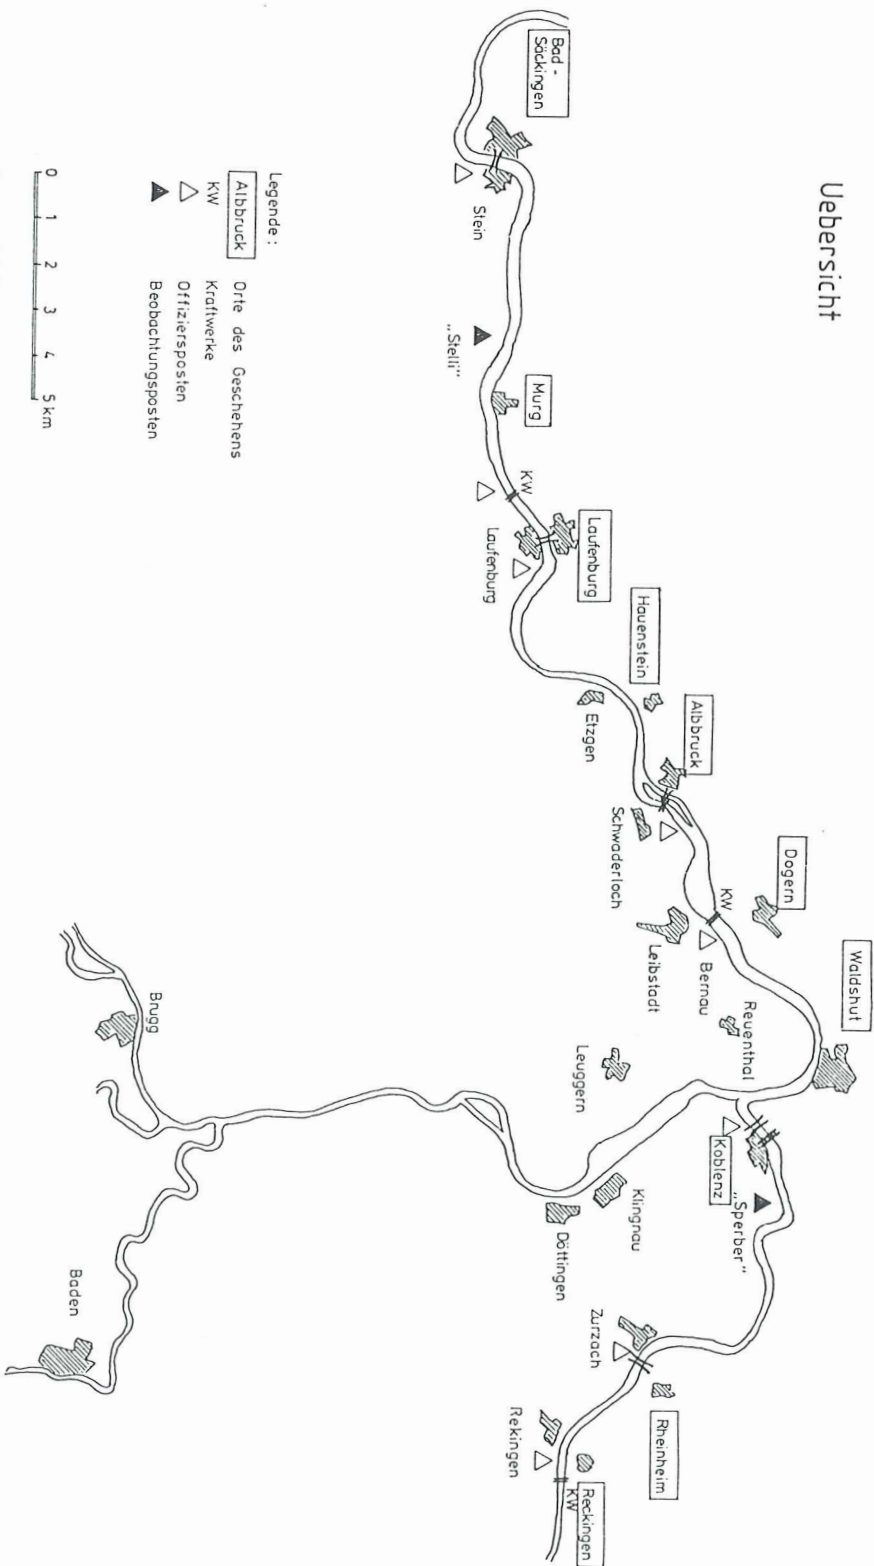 Uebersicht
Bad -
Säckingen
Stein
„Stelli"
Murg
KW
Laufenburg
Laufenburg
Hauenstein
Etzgen
Albbruck
Schwaderloch
Dogern
KW
Leibstadt
Bernau
Waldshut
Reuenthal
Leuggern
Koblenz
„Sperber"
Klingnau
Döttingen
Zurzach
Rheinheim
Rekingen
Reckingen
KW
Brugg
Baden
Legende :
Albbruck Orte des Geschehens
KW Kraftwerke
Offiziersposten
Beobachtungsposten
0 1 2 3 4 5 km